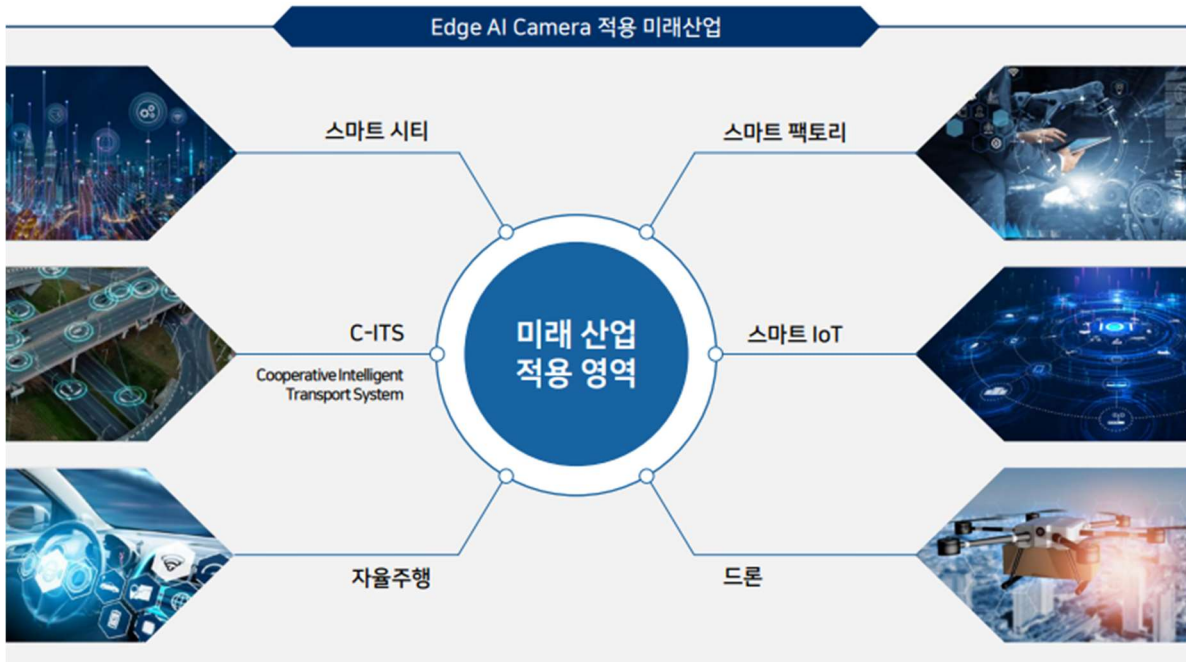 Edge AI Camera 적용 미래산업
스마트 시티
스마트 팩토리
C-ITS
Cooperative Intelligent
Transport System
미래 산업
적용 영역
스마트 IoT
자율주행
드론